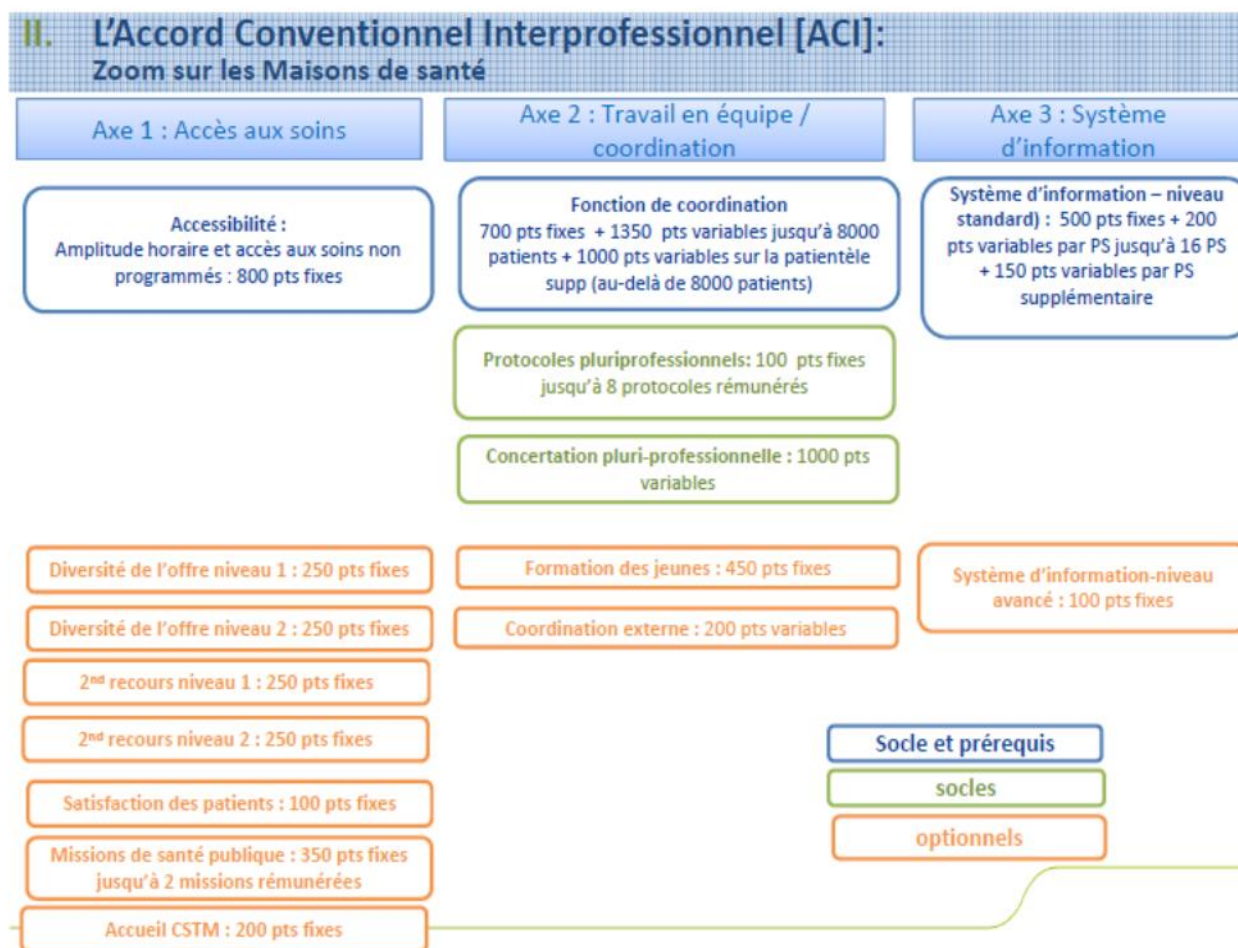 II. L'Accord Conventionnel Interprofessionnel [ACI]:
Zoom sur les Maisons de santé
Axe 1 : Accès aux soins
Accessibilité :
Amplitude horaire et accès aux soins non
programmés : 800 pts fixes
Diversité de l'offre niveau 1 : 250 pts fixes
Diversité de l'offre niveau 2 : 250 pts fixes
2nd recours niveau 1 : 250 pts fixes
2nd recours niveau 2 : 250 pts fixes
Satisfaction des patients : 100 pts fixes
Missions de santé publique : 350 pts fixes
jusqu'à 2 missions rémunérées
Accueil CSTM : 200 pts fixes
Axe 2 : Travail en équipe /
coordination
Fonction de coordination
700 pts fixes + 1350 pts variables jusqu'à 8000
patients + 1000 pts variables sur la patientèle
supp (au-delà de 8000 patients)
Protocoles pluriprofessionnels: 100 pts fixes
jusqu'à 8 protocoles rémunérés
Concertation pluri-professionnelle : 1000 pts
variables
Formation des jeunes : 450 pts fixes
Coordination externe : 200 pts variables
Axe 3 : Système
d'information
Système d'information – niveau
standard) : 500 pts fixes + 200
pts variables par PS jusqu'à 16 PS
+ 150 pts variables par PS
supplémentaire
Système d'information-niveau
avancé : 100 pts fixes
Socle et prérequis
socles
optionnels